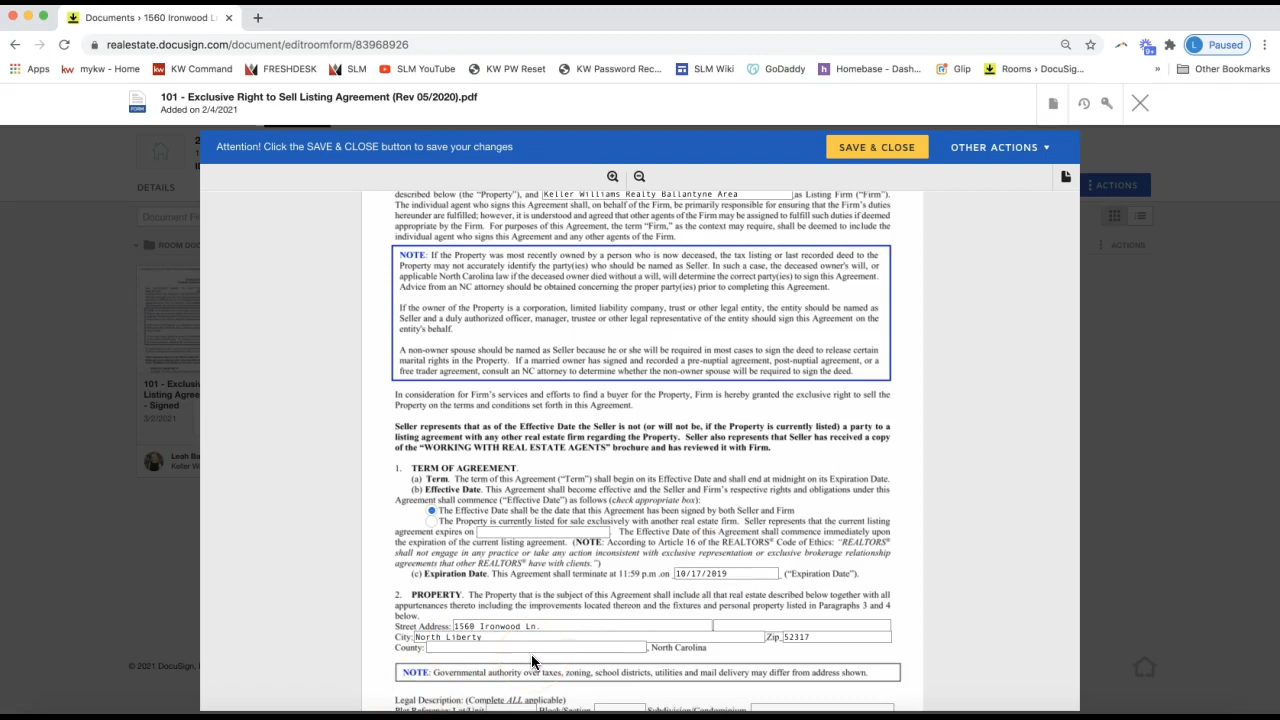 Documents › 1560 Ironwood L
realestate.docusign.com/document/editroomform/83968926
L Paused
Apps
kw mykw - Home
KW Command
FRESHDESK
SLM
SLM YouTube
KW PW Reset
KW Password Rec...
SLM Wiki
GoDaddy
Homebase - Dash...
Glip
Rooms › DocuSig...
»
Other Bookmarks
FORM
101 - Exclusive Right to Sell Listing Agreement (Rev 05/2020).pdf
Added on 2/4/2021
Attention! Click the SAVE & CLOSE button to save your changes
SAVE & CLOSE
OTHER ACTIONS
DETAILS
ACTIONS
Document Fi
ROOM DOC
ACTIONS
101 - Exclus
Listing Agree
- Signed
3/2/2021
Leah Ba
Keller W
© 2021 DocuSign,
described below (the "Property"), and Keller Williams Realty Ballantyne Area as Listing Firm ("Firm").
The individual agent who signs this Agreement shall, on behalf of the Firm, be primarily responsible for ensuring that the Firm's duties
hereunder are fulfilled; however, it is understood and agreed that other agents of the Firm may be assigned to fulfill such duties if deemed
appropriate by the Firm. For purposes of this Agreement, the term "Firm," as the context may require, shall be deemed to include the
individual agent who signs this Agreement and any other agents of the Firm.
NOTE: If the Property was most recently owned by a person who is now deceased, the tax listing or last recorded deed to the
Property may not accurately identify the party(ies) who should be named as Seller. In such a case, the deceased owner's will, or
applicable North Carolina law if the deceased owner died without a will, will determine the correct party(ies) to sign this Agreement.
Advice from an NC attorney should be obtained concerning the proper party(ies) prior to completing this Agreement.
If the owner of the Property is a corporation, limited liability company, trust or other legal entity, the entity should be named as
Seller and a duly authorized officer, manager, trustee or other legal representative of the entity should sign this Agreement on the
entity's behalf.
A non-owner spouse should be named as Seller because he or she will be required in most cases to sign the deed to release certain
marital rights in the Property. If a married owner has signed and recorded a pre-nuptial agreement, post-nuptial agreement, or a
free trader agreement, consult an NC attorney to determine whether the non-owner spouse will be required to sign the deed.
In consideration for Firm's services and efforts to find a buyer for the Property, Firm is hereby granted the exclusive right to sell the
Property on the terms and conditions set forth in this Agreement.
Seller represents that as of the Effective Date the Seller is not (or will not be, if the Property is currently listed) a party to a
listing agreement with any other real estate firm regarding the Property. Seller also represents that Seller has received a copy
of the "WORKING WITH REAL ESTATE AGENTS" brochure and has reviewed it with Firm.
1. TERM OF AGREEMENT.
(a) Term. The term of this Agreement ("Term") shall begin on its Effective Date and shall end at midnight on its Expiration Date.
(b) Effective Date. This Agreement shall become effective and the Seller and Firm's respective rights and obligations under this
Agreement shall commence ("Effective Date") as follows (check appropriate box):
The Effective Date shall be the date that this Agreement has been signed by both Seller and Firm
The Property is currently listed for sale exclusively with another real estate firm. Seller represents that the current listing
agreement expires on . The Effective Date of this Agreement shall commence immediately upon
the expiration of the current listing agreement. (NOTE: According to Article 16 of the REALTORS® Code of Ethics: "REALTORS®
shall not engage in any practice or take any action inconsistent with exclusive representation or exclusive brokerage relationship
agreements that other REALTORS® have with clients.")
(c) Expiration Date. This Agreement shall terminate at 11:59 p.m .on 10/17/2019 ("Expiration Date").
2. PROPERTY. The Property that is the subject of this Agreement shall include all that real estate described below together with all
appurtenances thereto including the improvements located thereon and the fixtures and personal property listed in Paragraphs 3 and 4
below.
Street Address: 1560 Ironwood Ln.
City: North Liberty Zip 52317
County: , North Carolina
NOTE: Governmental authority over taxes, zoning, school districts, utilities and mail delivery may differ from address shown.
Legal Description: (Complete ALL applicable)
Plat Reference: Lot/Unit Block/Section Subdivision/Condominium